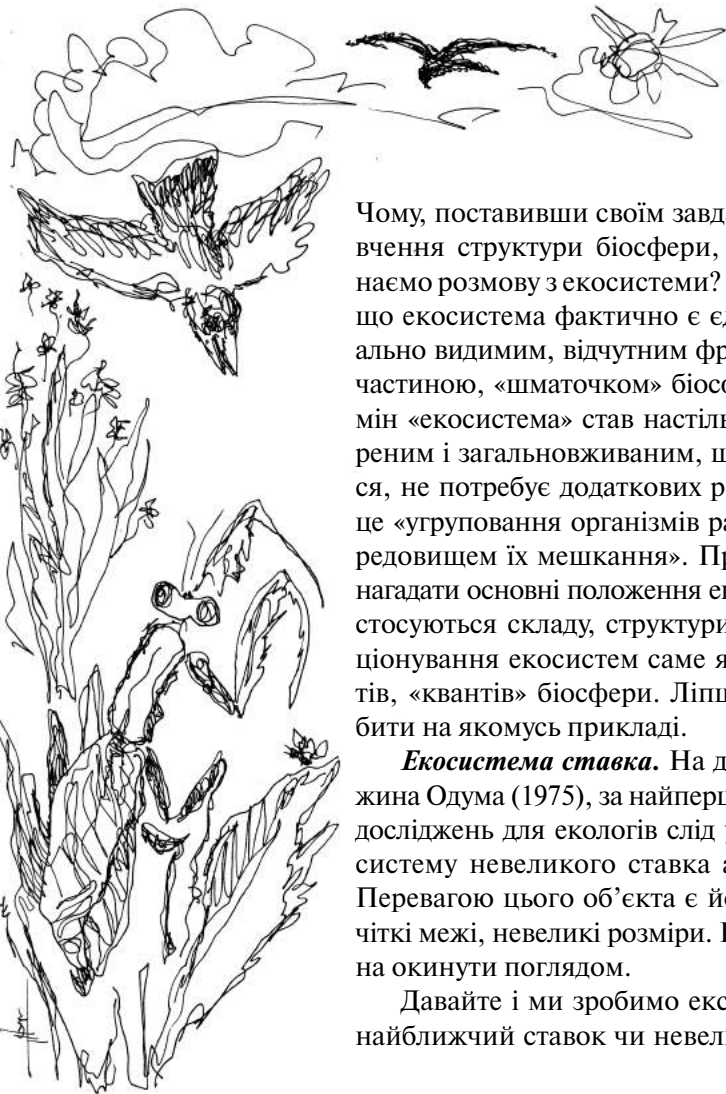 Чому, поставивши своїм завд
вчення структури біосфери,
наємо розмову з екосистеми?
що екосистема фактично є єд
ально видимим, відчутним фр
частиною, «шматочком» біосф
мін «екосистема» став настіль
реним і загальновживаним, щ
ся, не потребує додаткових р
це «угруповання організмів ра
редовищем їх мешкання». Пр
нагадати основні положення ек
стосуються складу, структури
ціонування екосистем саме я
тів, «квантів» біосфери. Ліпш
бити на якомусь прикладі.
Екосистема ставка. На д
жина Одума (1975), за найперш
досліджень для екологів слід у
систему невеликого ставка а
Перевагою цього об’єкта є йо
чіткі межі, невеликі розміри.
на окинути поглядом.
Давайте і ми зробимо екс
найближчий ставок чи невел